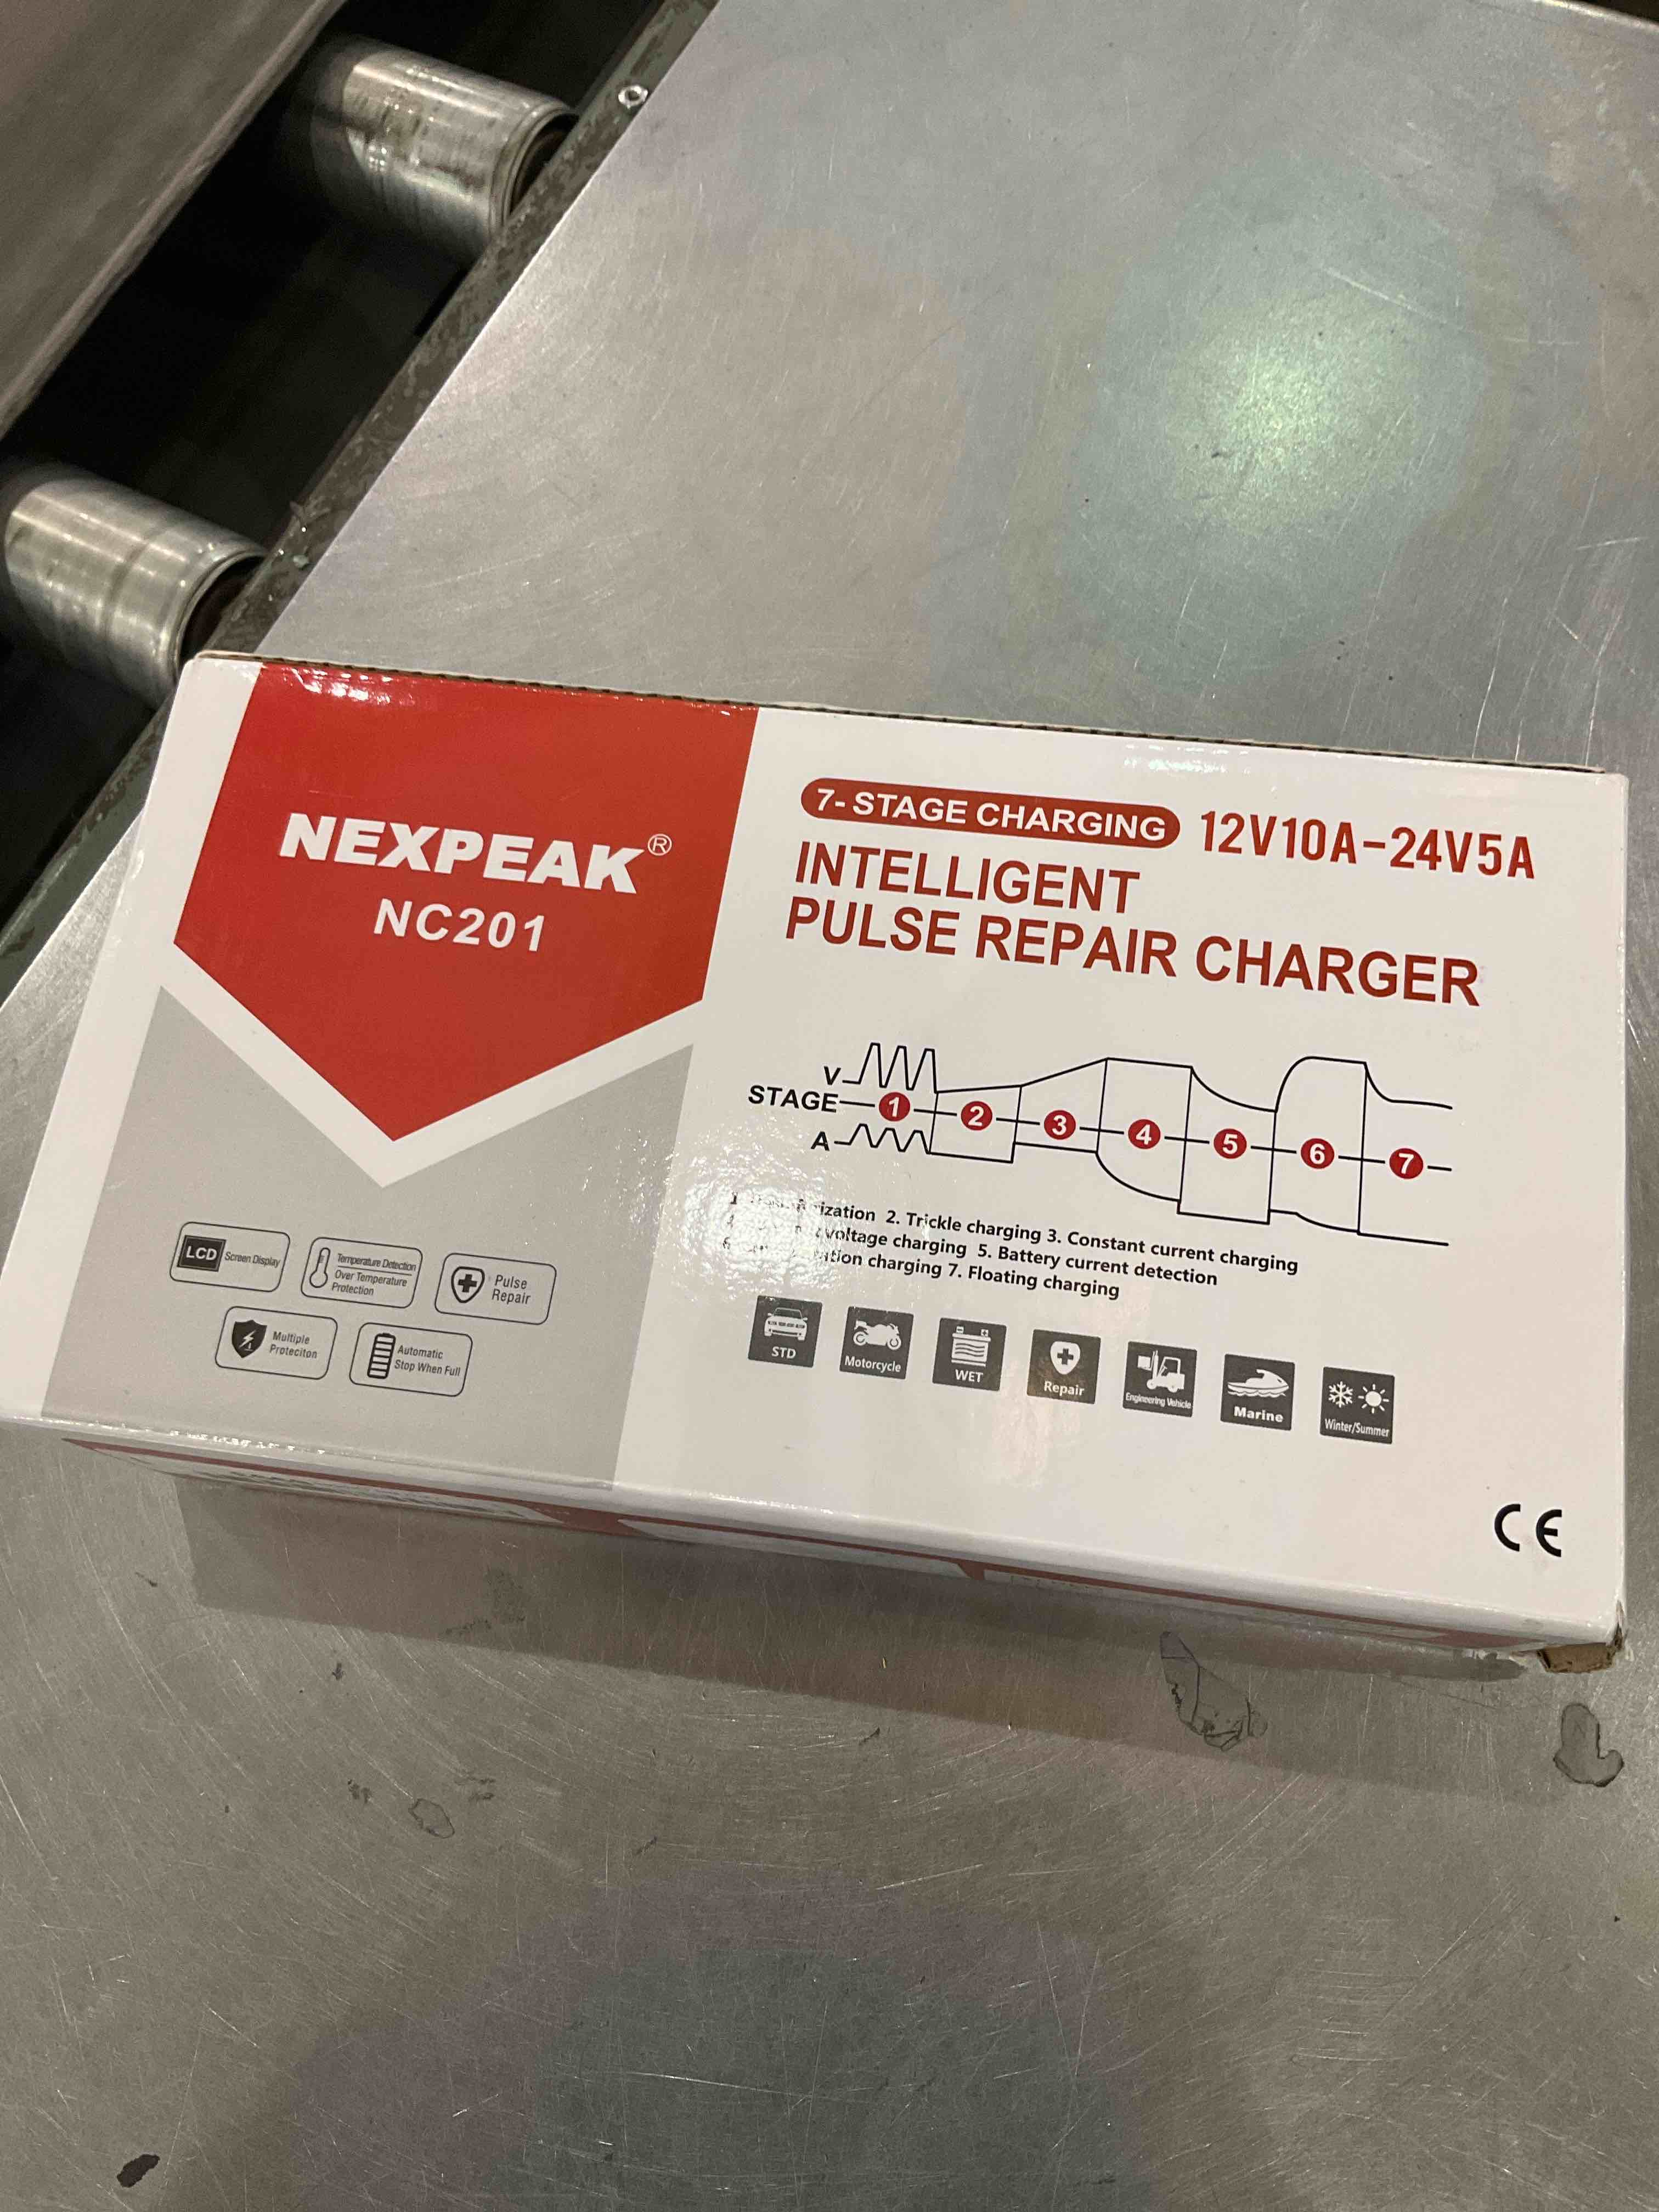 NEXPEAK®
NC201
7- STAGE CHARGING 12V10A-24V5A
INTELLIGENT
PULSE REPAIR CHARGER
V
STAGE 1 2 3 4 5 6 7
A
2. Trickle charging 3. Constant current charging
voltage charging 5. Battery current detection
charging 7. Floating charging
LCD Screen Display
Temperature Detection
Over Temperature
Protection
Pulse
Repair
Multiple
Proteciton
Automatic
Stop When Full
STD
Motorcycle
WET
Repair
Engineering Vehicle
Marine
Winter/Summer
CE